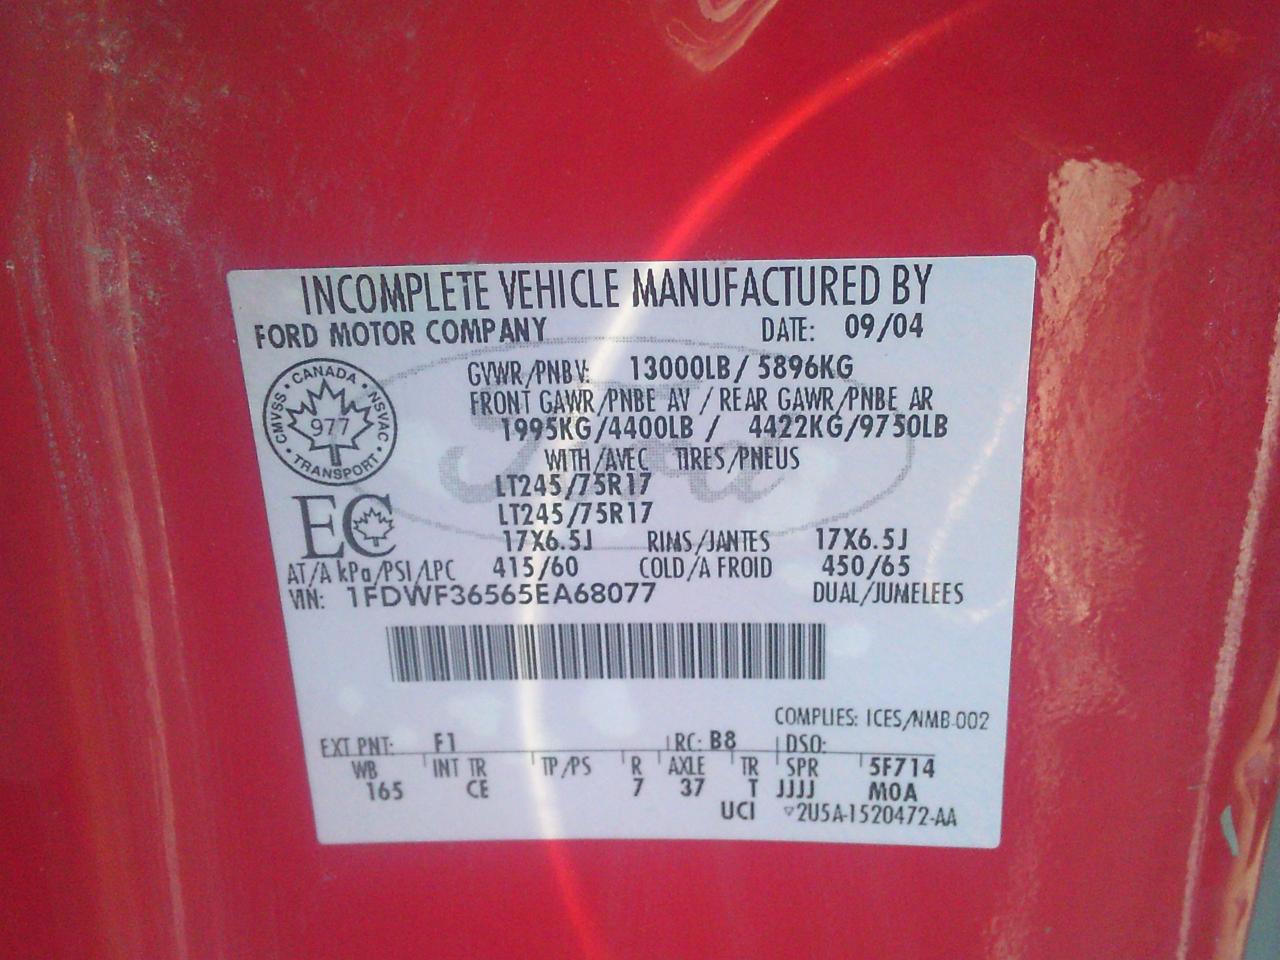 INCOMPLETE VEHICLE MANUFACTURED BY
FORD MOTOR COMPANY DATE: 09/04
GVWR/PNBV: 13000LB/ 5896KG
FRONT GAWR/PNBE AV / REAR GAWR/PNBE AR
1995KG/4400LB / 4422KG/9750LB
WITH/AVEC TIRES/PNEUS
LT245/75R17
LT245/75R17
17X6.5J RIMS/JANTES 17X6.5J
AT/A kPa/PSI/LPC 415/60 COLD/A FROID 450/65
VIN: 1FDWF36565EA68077 DUAL/JUMELEES
CANADA
CMVSS 977 NSVAC
TRANSPORT
EC
Ford
COMPLIES: ICES/NMB-002
EXT PNT: F1 RC: B8 DSO:
WB INT TR TP/PS R AXLE TR SPR 5F714
165 CE 7 37 T JJJJ M0A
UCI ▽2U5A-1520472-AA